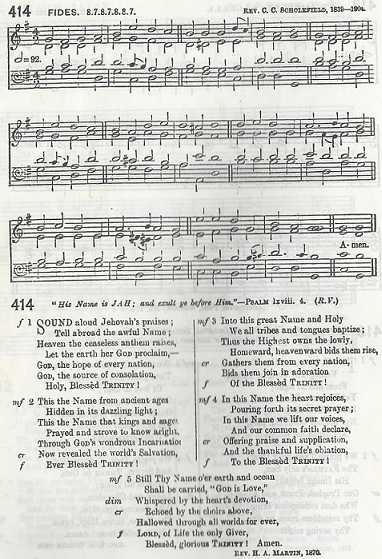 414 FIDES. 8.7.8.7.8.8.7. REV. C. C. SCHOLEFIELD, 1839—1904.
=92.
A-men.
414 "His Name is JAH; and exult ye before Him."—PSALM lxviii. 4. (R.V.)
f 1 SOUND aloud Jehovah's praises;
Tell abroad the awful Name;
Heaven the ceaseless anthem raises,
Let the earth her GOD proclaim,—
GOD, the hope of every nation,
GOD, the source of consolation,
Holy, Blessèd TRINITY!
mf 2 This the Name from ancient ages
Hidden in its dazzling light;
This the Name that kings and sages
Prayed and strove to know aright,
Through GOD'S wondrous Incarnation
cr Now revealed the world's Salvation,
f Ever Blessèd TRINITY!
mf 3 Into this great Name and Holy
We all tribes and tongues baptize;
Thus the Highest owns the lowly,
Homeward, heavenward bids them rise,
cr Gathers them from every nation,
Bids them join in adoration
f Of the Blessèd TRINITY!
mf 4 In this Name the heart rejoices,
Pouring forth its secret prayer;
In this Name we lift our voices,
And our common faith declare,
cr Offering praise and supplication,
And the thankful life's oblation,
f To the Blessèd TRINITY!
mf 5 Still Thy Name o'er earth and ocean
Shall be carried, "GOD is Love,"
dim Whispered by the heart's devotion,
cr Echoed by the choirs above,
Hallowed through all worlds for ever,
f LORD, of Life the only Giver,
Blessed, glorious TRINITY! Amen.
REV. H. A. MARTIN, 1870.